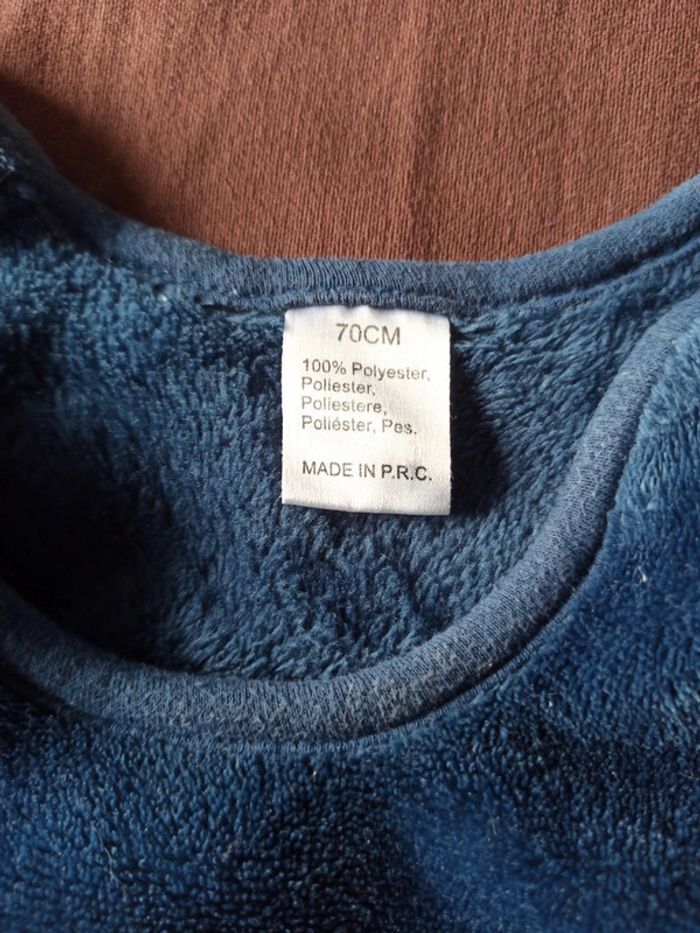 70CM
100% Polyester,
Poliester,
Poliestere,
Poliéster, Pes.
MADE IN P.R.C.